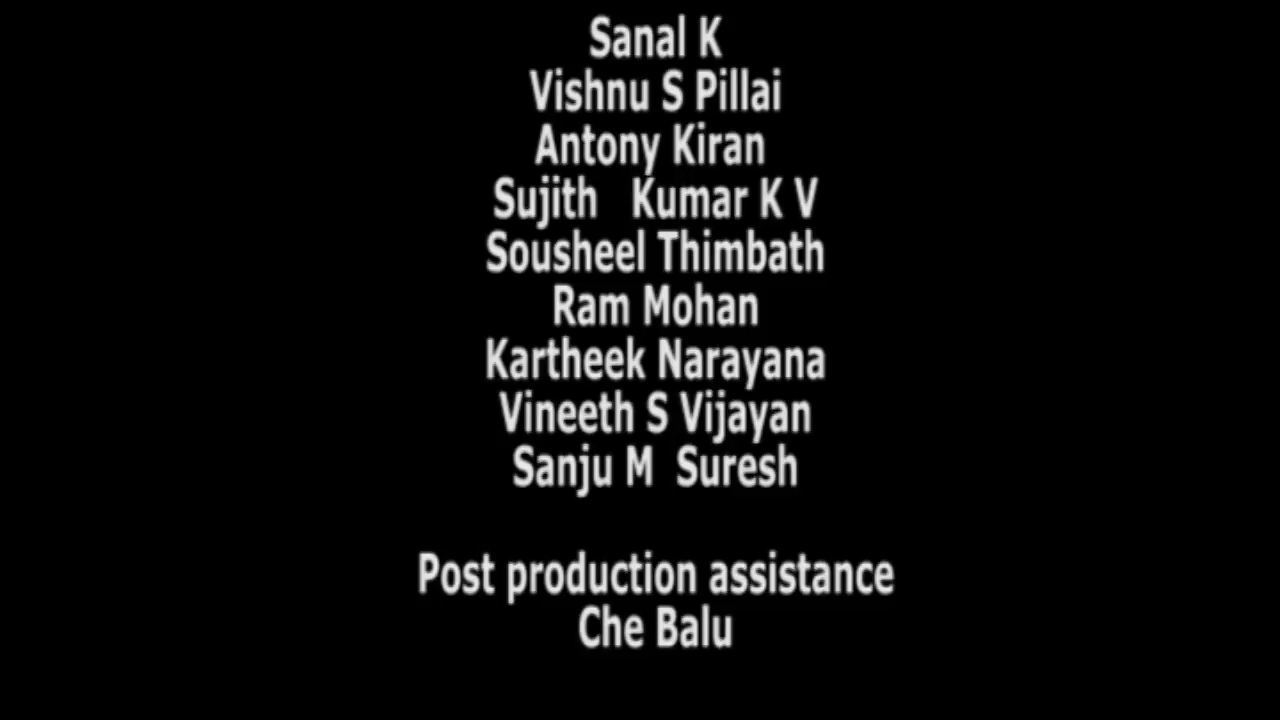 Sanal K
Vishnu S Pillai
Antony Kiran
Sujith   Kumar K V
Sousheel Thimbath
Ram Mohan
Kartheek Narayana
Vineeth S Vijayan
Sanju M  Suresh
Post production assistance
Che Balu